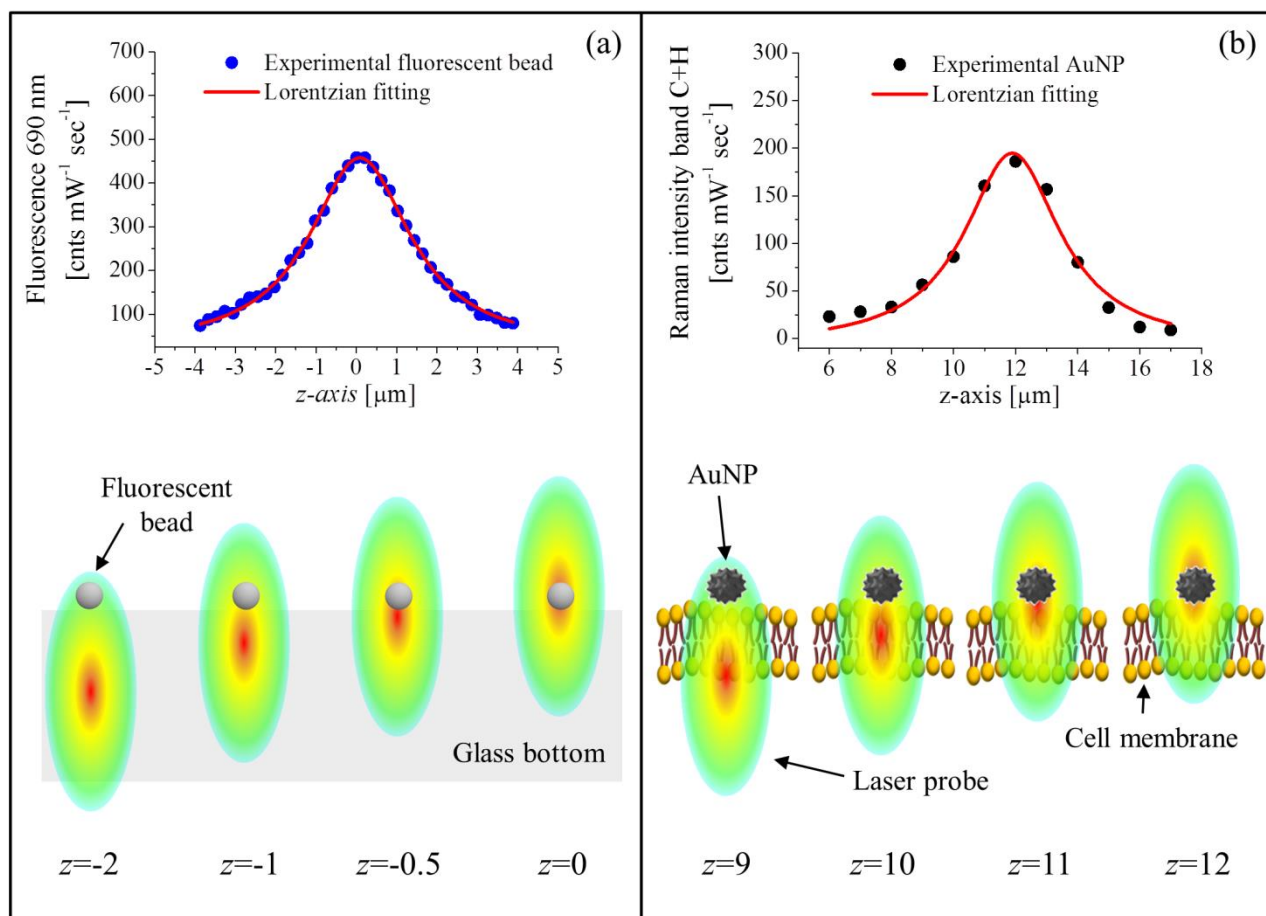 (a)
Experimental fluorescent bead
Lorentzian fitting
Fluorescence 690 nm
[cnts mW⁻¹ sec⁻¹]
700
600
500
400
300
200
100
-5 -4 -3 -2 -1 0 1 2 3 4 5
z-axis [μm]
Fluorescent
bead
Glass bottom
z=-2 z=-1 z=-0.5 z=0
(b)
Experimental AuNP
Lorentzian fitting
Raman intensity band C+H
[cnts mW⁻¹ sec⁻¹]
300
250
200
150
100
50
0
6 8 10 12 14 16 18
z-axis [μm]
AuNP
Cell membrane
Laser probe
z=9 z=10 z=11 z=12